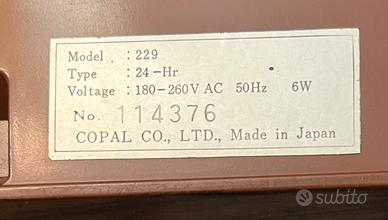 Model : 229
Type : 24-Hr
Voltage : 180-260V AC 50Hz 6W
No. 114376
COPAL CO., LTD., Made in Japan
subito